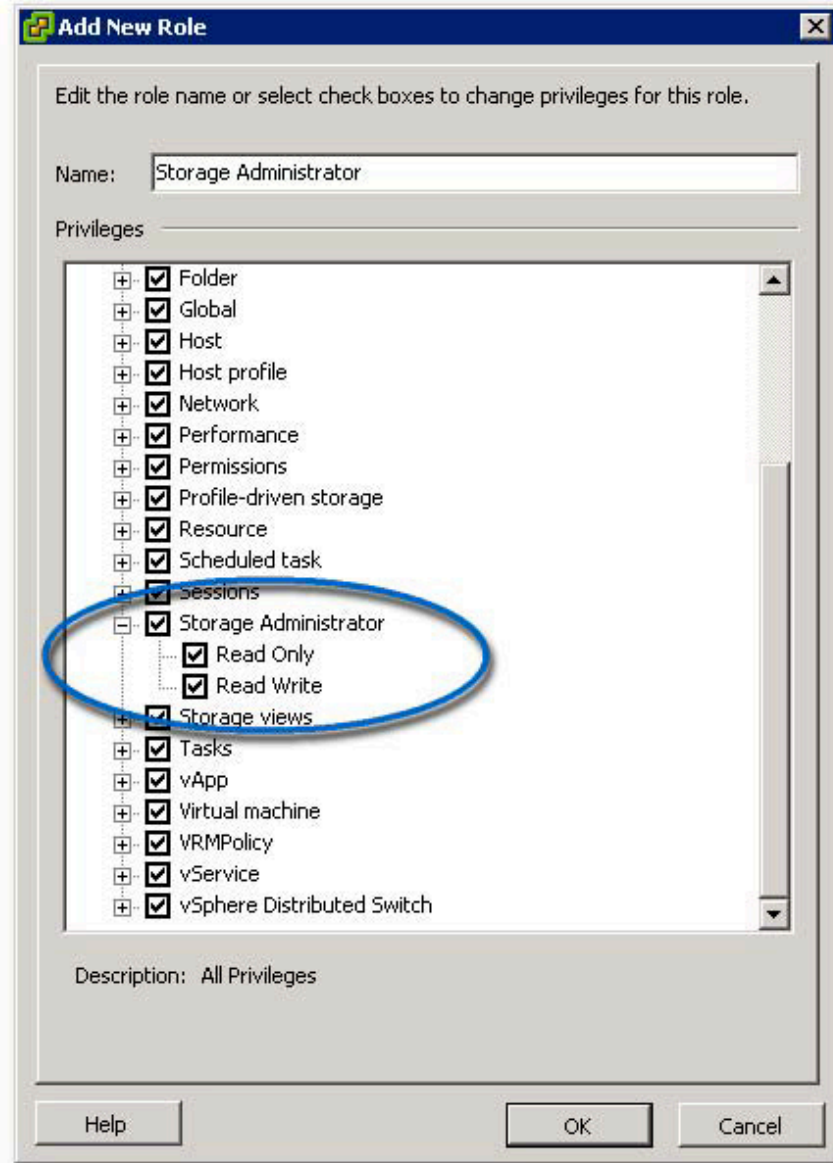 Add New Role
Edit the role name or select check boxes to change privileges for this role.
Name: Storage Administrator
Privileges
Folder
Global
Host
Host profile
Network
Performance
Permissions
Profile-driven storage
Resource
Scheduled task
Sessions
Storage Administrator
Read Only
Read Write
Storage views
Tasks
vApp
Virtual machine
VRMPolicy
vService
vSphere Distributed Switch
Description: All Privileges
Help OK Cancel